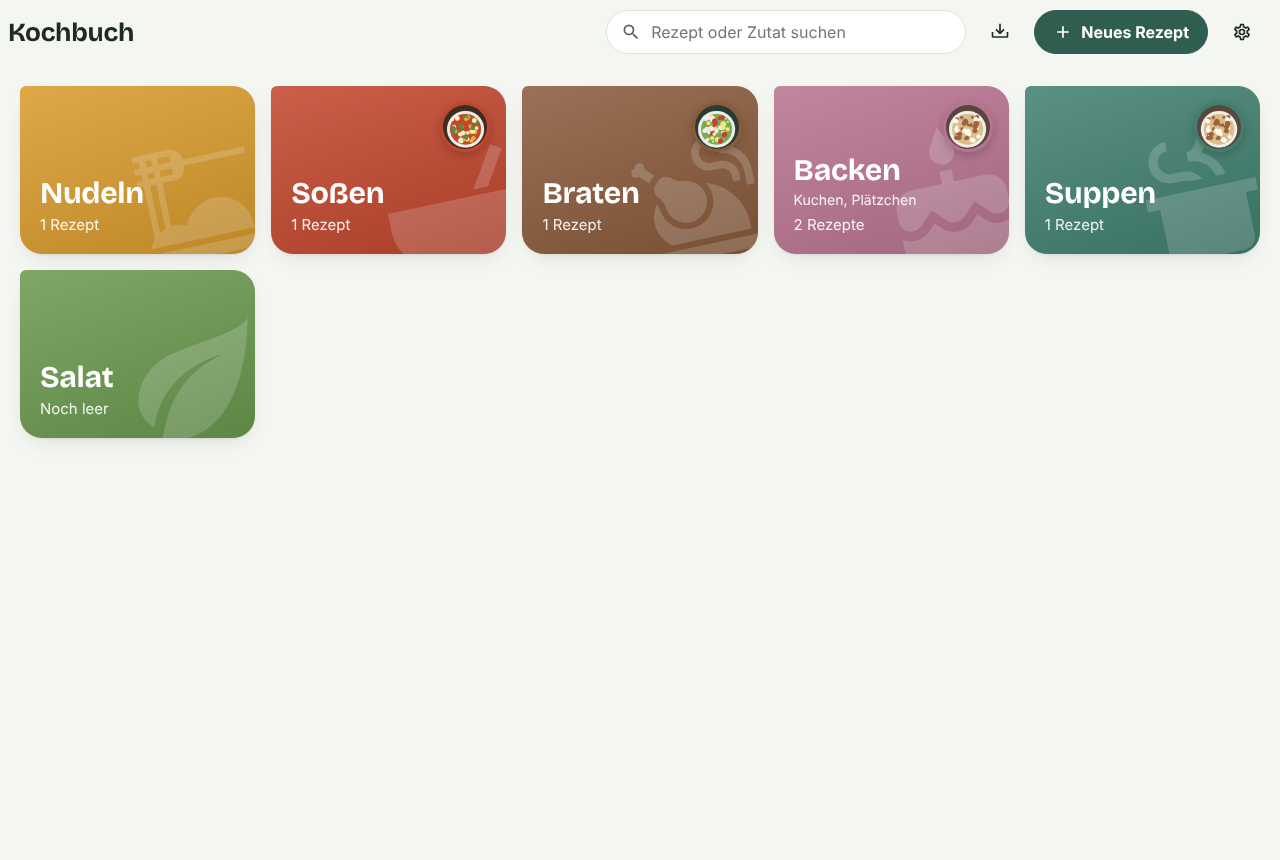 Kochbuch
Rezept oder Zutat suchen
Neues Rezept
Nudeln
1 Rezept
Soßen
1 Rezept
Braten
1 Rezept
Backen
Kuchen, Plätzchen
2 Rezepte
Suppen
1 Rezept
Salat
Noch leer